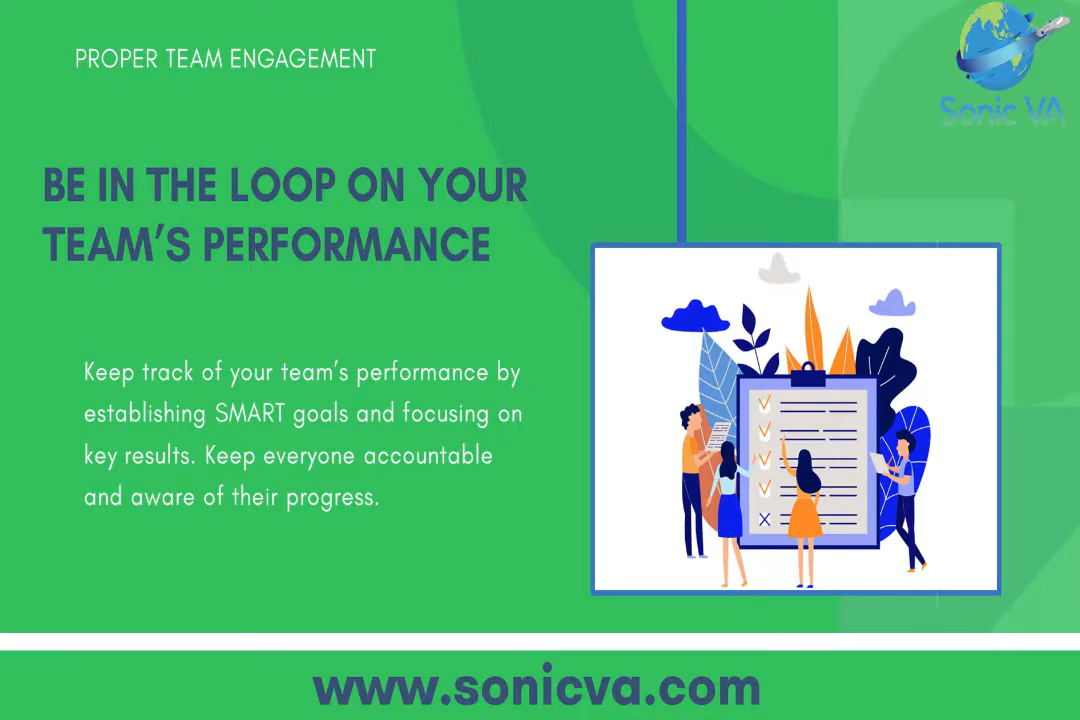 PROPER TEAM ENGAGEMENT
Sonic VA
BE IN THE LOOP ON YOUR
TEAM’S PERFORMANCE
Keep track of your team’s performance by
establishing SMART goals and focusing on
key results. Keep everyone accountable
and aware of their progress.
www.sonicva.com